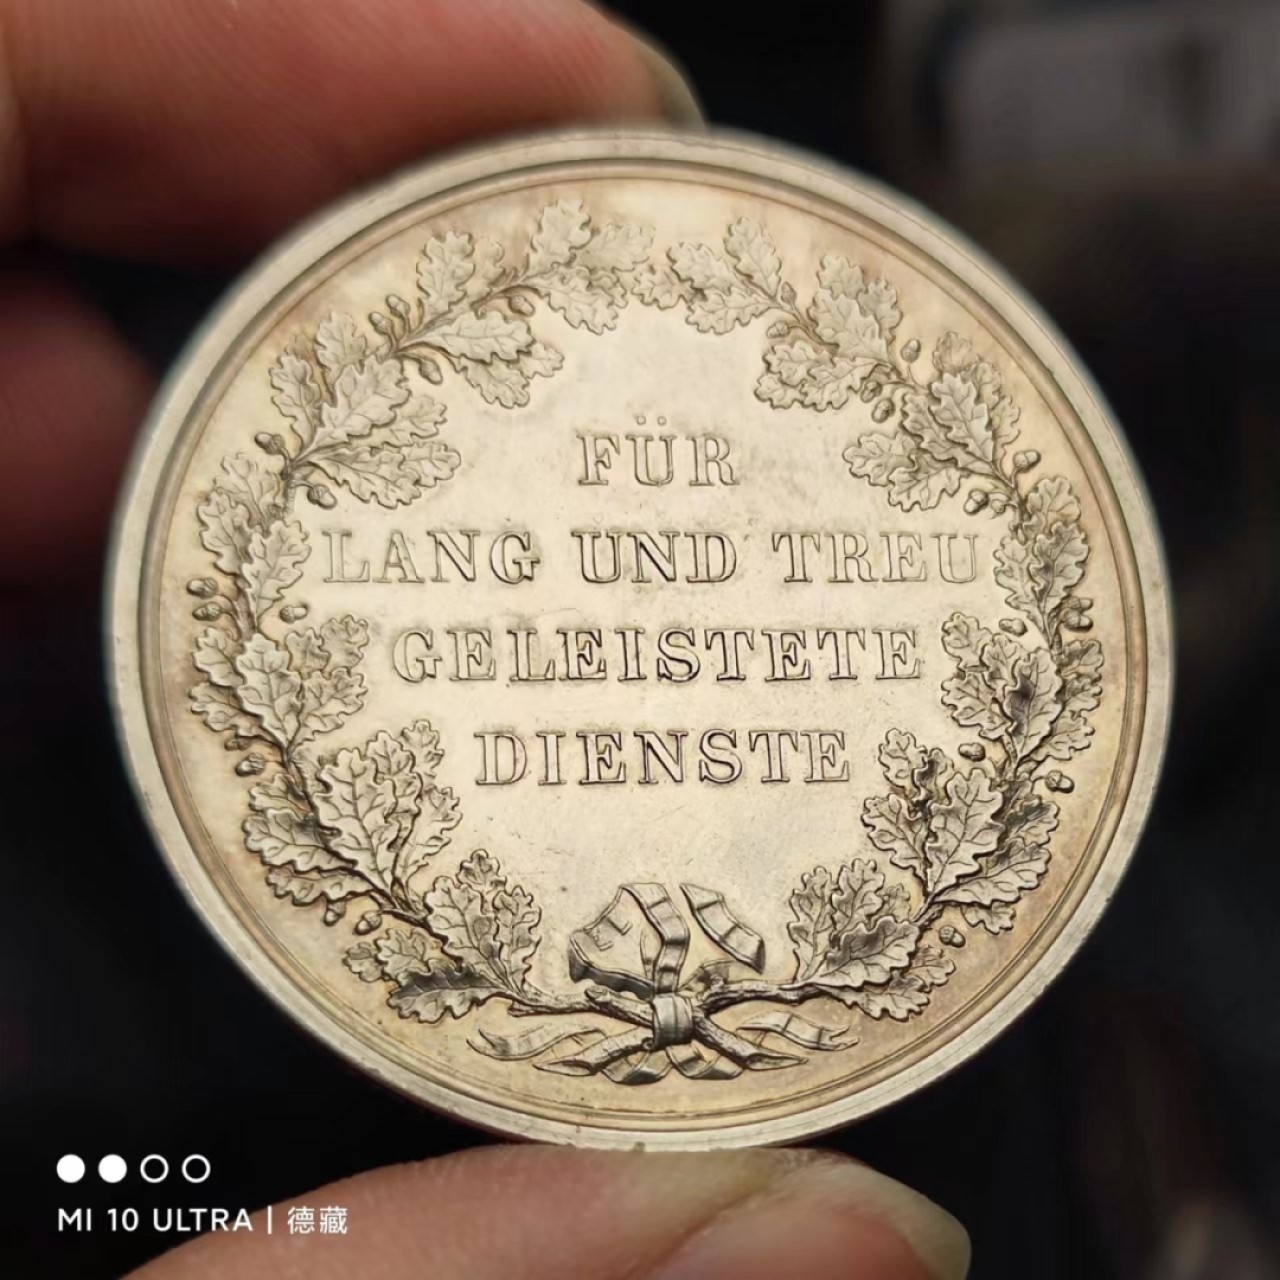 FÜR
LANG UND TREU
GELEISTETE
DIENSTE
MI 10 ULTRA | 德藏